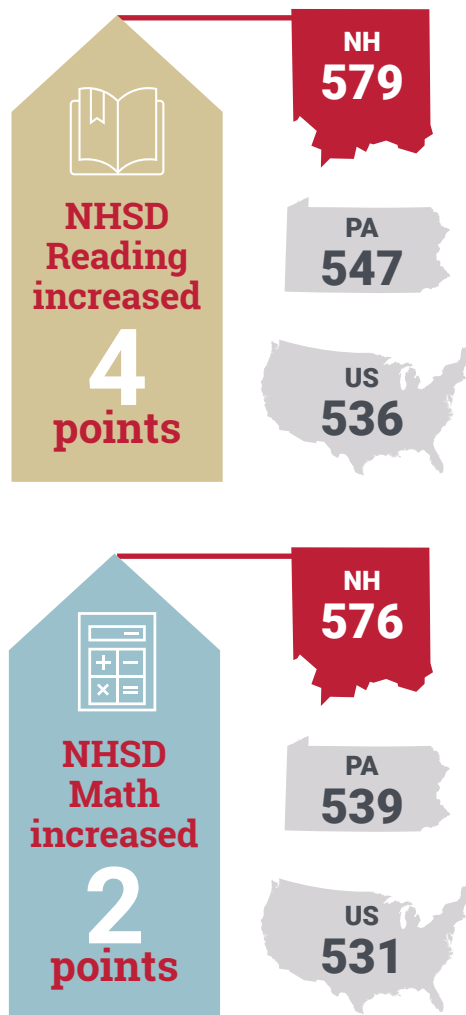 NH
579
NHSD
Reading
increased
4
points
PA
547
US
536
NH
576
NHSD
Math
increased
2
points
PA
539
US
531